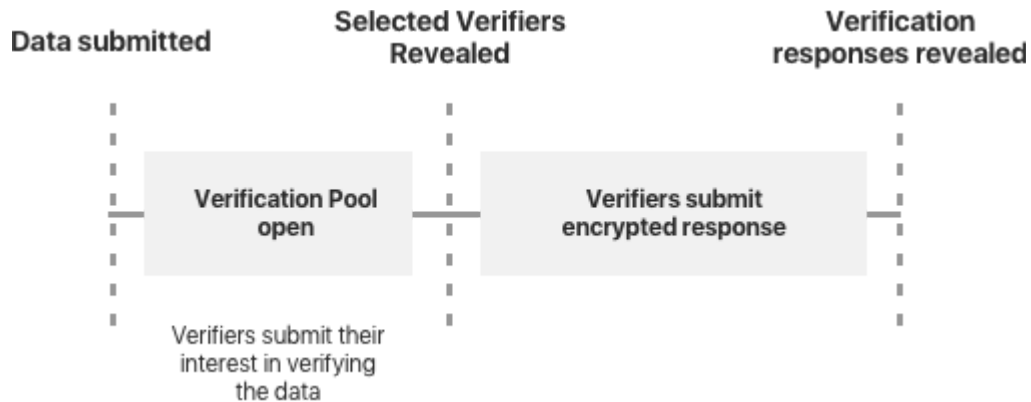 Data submitted
Selected Verifiers
Revealed
Verification
responses revealed
Verification Pool
open
Verifiers submit
encrypted response
Verifiers submit their
interest in verifying
the data